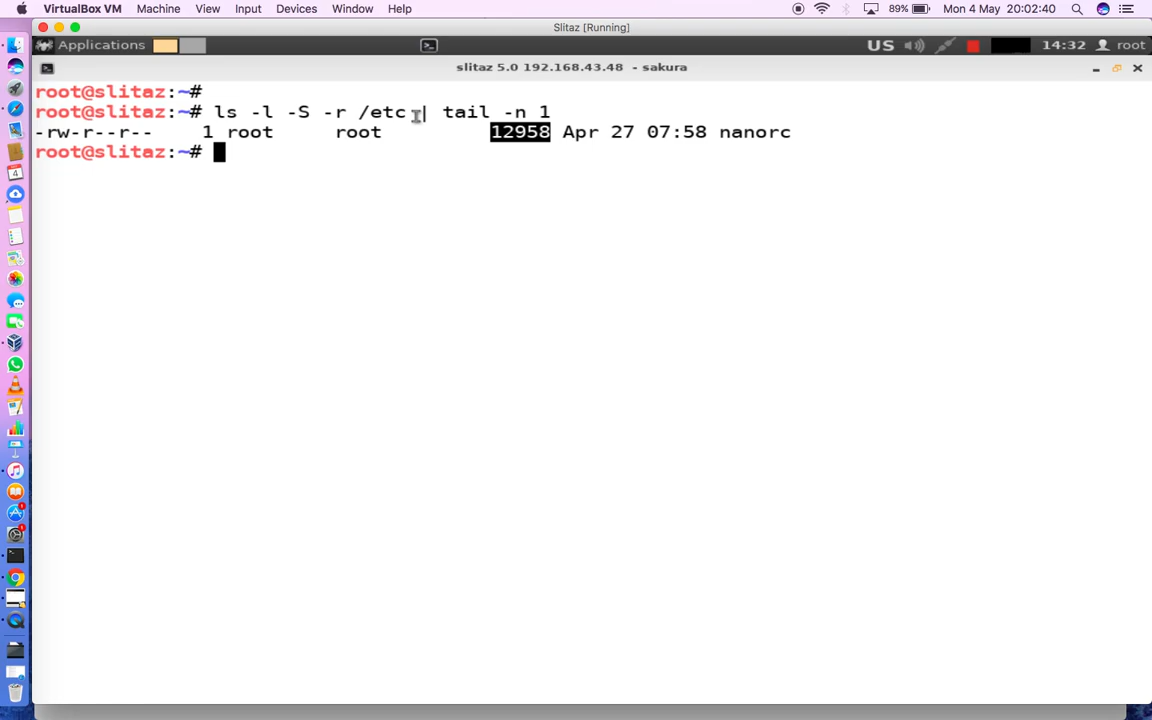 VirtualBox VM Machine View Input Devices Window Help 89% Mon 4 May 20:02:40
Slitaz [Running]
Applications US 14:32 root
slitaz 5.0 192.168.43.48 - sakura
root@slitaz:~#
root@slitaz:~# ls -l -S -r /etc | tail -n 1
-rw-r--r-- 1 root root 12958 Apr 27 07:58 nanorc
root@slitaz:~#
4